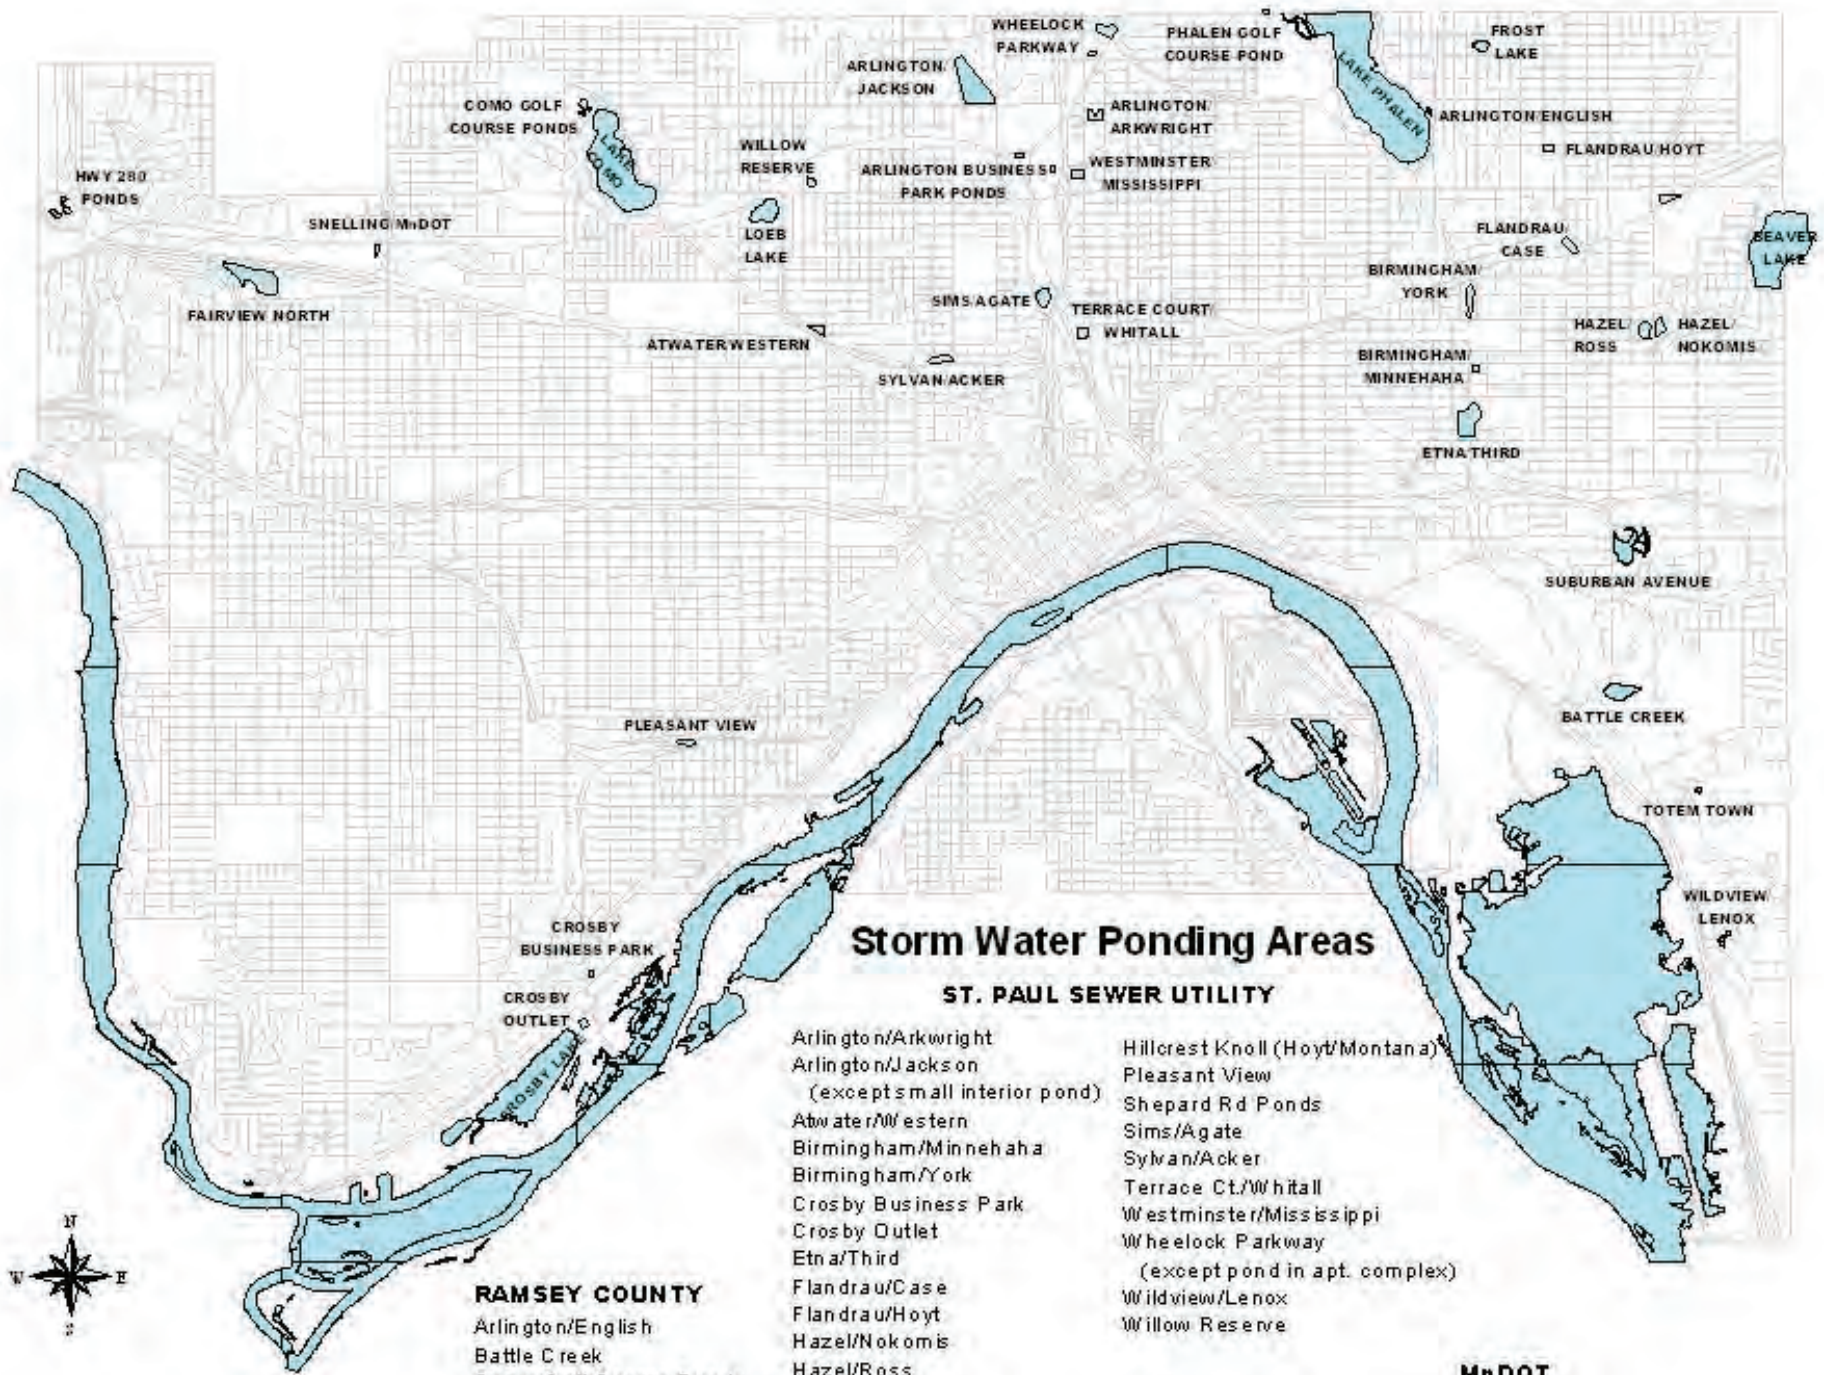 WHEELOCK
PARKWAY
PHALEN GOLF
COURSE POND
FROST
LAKE
ARLINGTON/
JACKSON
LAKE PHALEN
COMO GOLF
COURSE PONDS
ARLINGTON/
ARKWRIGHT
ARLINGTON/ENGLISH
LAKE
COMO
WILLOW
RESERVE
FLANDRAU/HOYT
ARLINGTON BUSINESS
PARK PONDS
WESTMINSTER/
MISSISSIPPI
HWY 280
PONDS
SNELLING/MnDOT
LOEB
LAKE
FLANDRAU/
CASE
BEAVER
LAKE
BIRMINGHAM/
YORK
FAIRVIEW NORTH
SIMS/AGATE
TERRACE COURT/
WHITALL
HAZEL/
ROSS
HAZEL/
NOKOMIS
ATWATER/WESTERN
BIRMINGHAM/
MINNEHAHA
SYLVAN/ACKER
ETNA/THIRD
SUBURBAN AVENUE
BATTLE CREEK
PLEASANT VIEW
TOTEM TOWN
WILDVIEW/
LENOX
CROSBY
BUSINESS PARK
CROSBY
OUTLET
CROSBY LAKE
Storm Water Ponding Areas
ST. PAUL SEWER UTILITY
Arlington/Arkwright
Arlington/Jackson
(except small interior pond)
Atwater/Western
Birmingham/Minnehaha
Birmingham/York
Crosby Business Park
Crosby Outlet
Etna/Third
Flandrau/Case
Flandrau/Hoyt
Hazel/Nokomis
Hazel/Ross
Hillcrest Knoll (Hoyt/Montana)
Pleasant View
Shepard Rd Ponds
Sims/Agate
Sylvan/Acker
Terrace Ct./Whitall
Westminster/Mississippi
Wheelock Parkway
(except pond in apt. complex)
Wildview/Lenox
Willow Reserve
N
W E
S
RAMSEY COUNTY
Arlington/English
Battle Creek
MnDOT